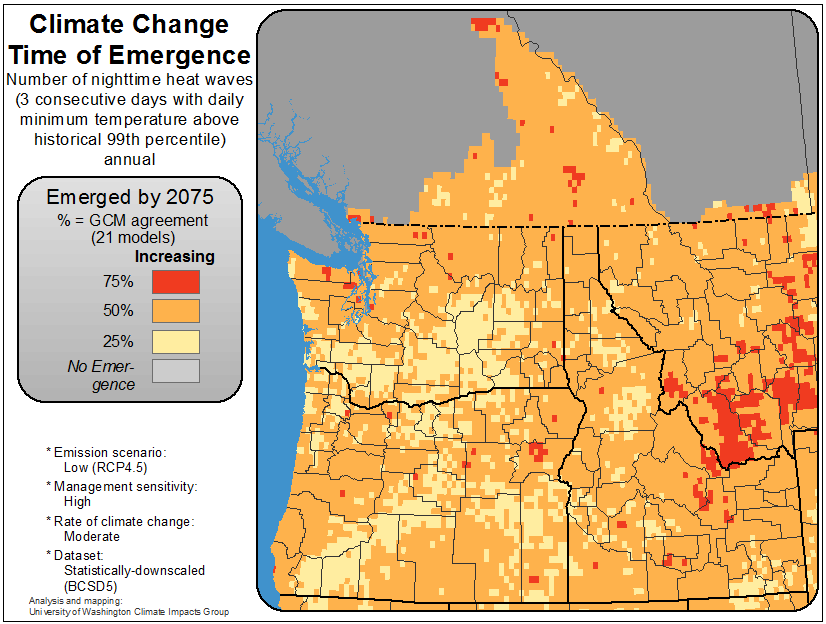 Climate Change
Time of Emergence
Number of nighttime heat waves
(3 consecutive days with daily
minimum temperature above
historical 99th percentile)
annual
Emerged by 2075
% = GCM agreement
(21 models)
Increasing
75%
50%
25%
No Emer-
gence
* Emission scenario:
Low (RCP4.5)
* Management sensitivity:
High
* Rate of climate change:
Moderate
* Dataset:
Statistically-downscaled
(BCSD5)
Analysis and mapping:
University of Washington Climate Impacts Group